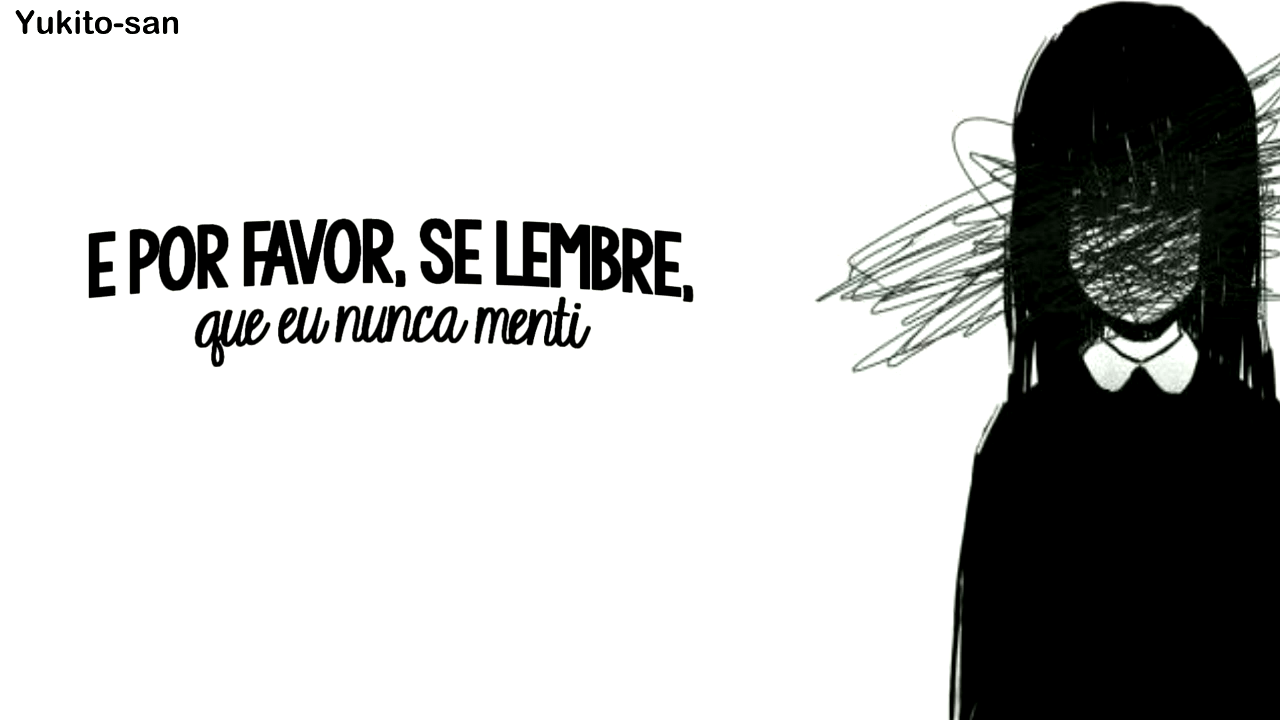 Yukito-san
E POR FAVOR, SE LEMBRE,
que eu nunca menti